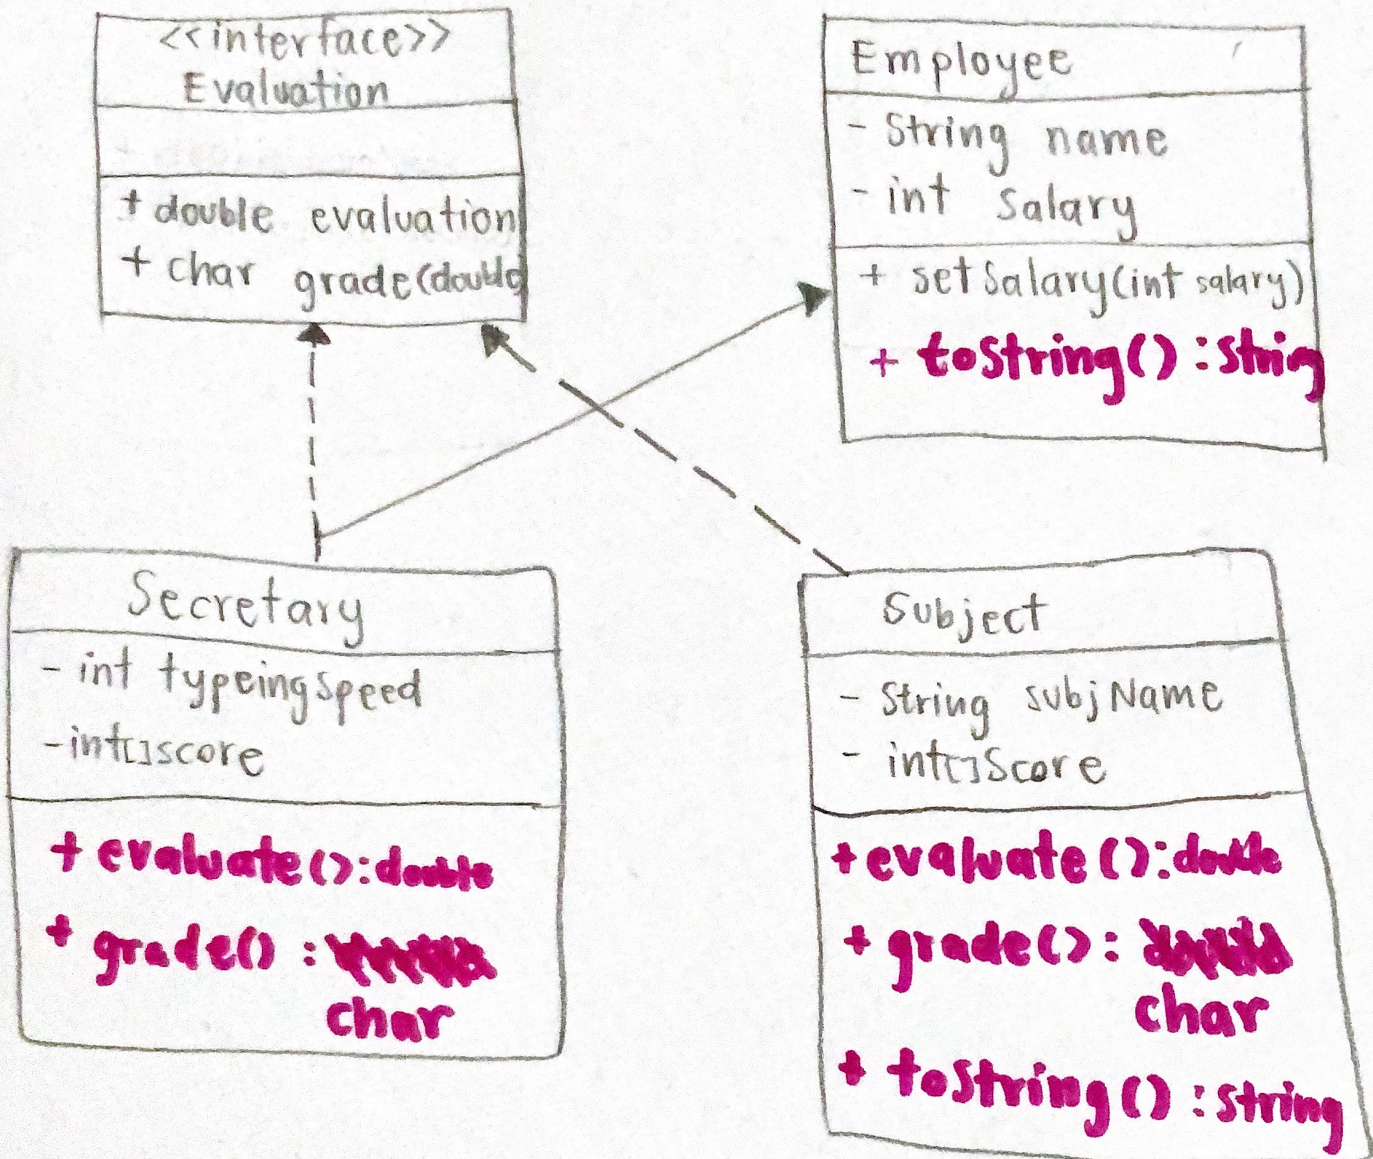 <<interface>>
Evaluation
+ double evaluation
+ char grade(double
Employee
- String name
- int salary
+ setSalary(int salary)
+ toString() : string
Secretary
- int typeingSpeed
- int[] score
+ evaluate() : double
+ grade() :
char
Subject
- String subjName
- int[] Score
+ evaluate() : double
+ grade() :
char
+ toString() : string